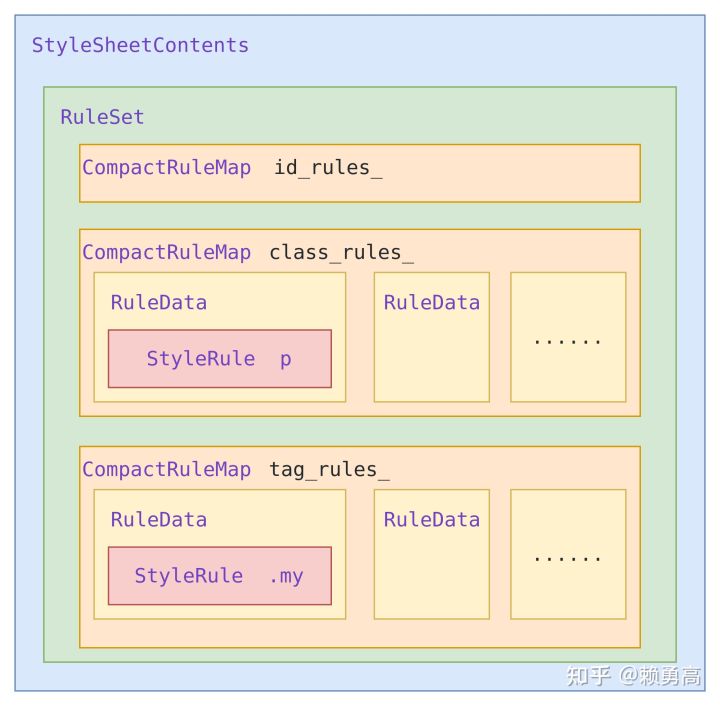 StyleSheetContents
RuleSet
CompactRuleMap id_rules_
CompactRuleMap class_rules_
RuleData RuleData ......
StyleRule p
CompactRuleMap tag_rules_
RuleData RuleData ......
StyleRule .my
知乎 @赖勇高